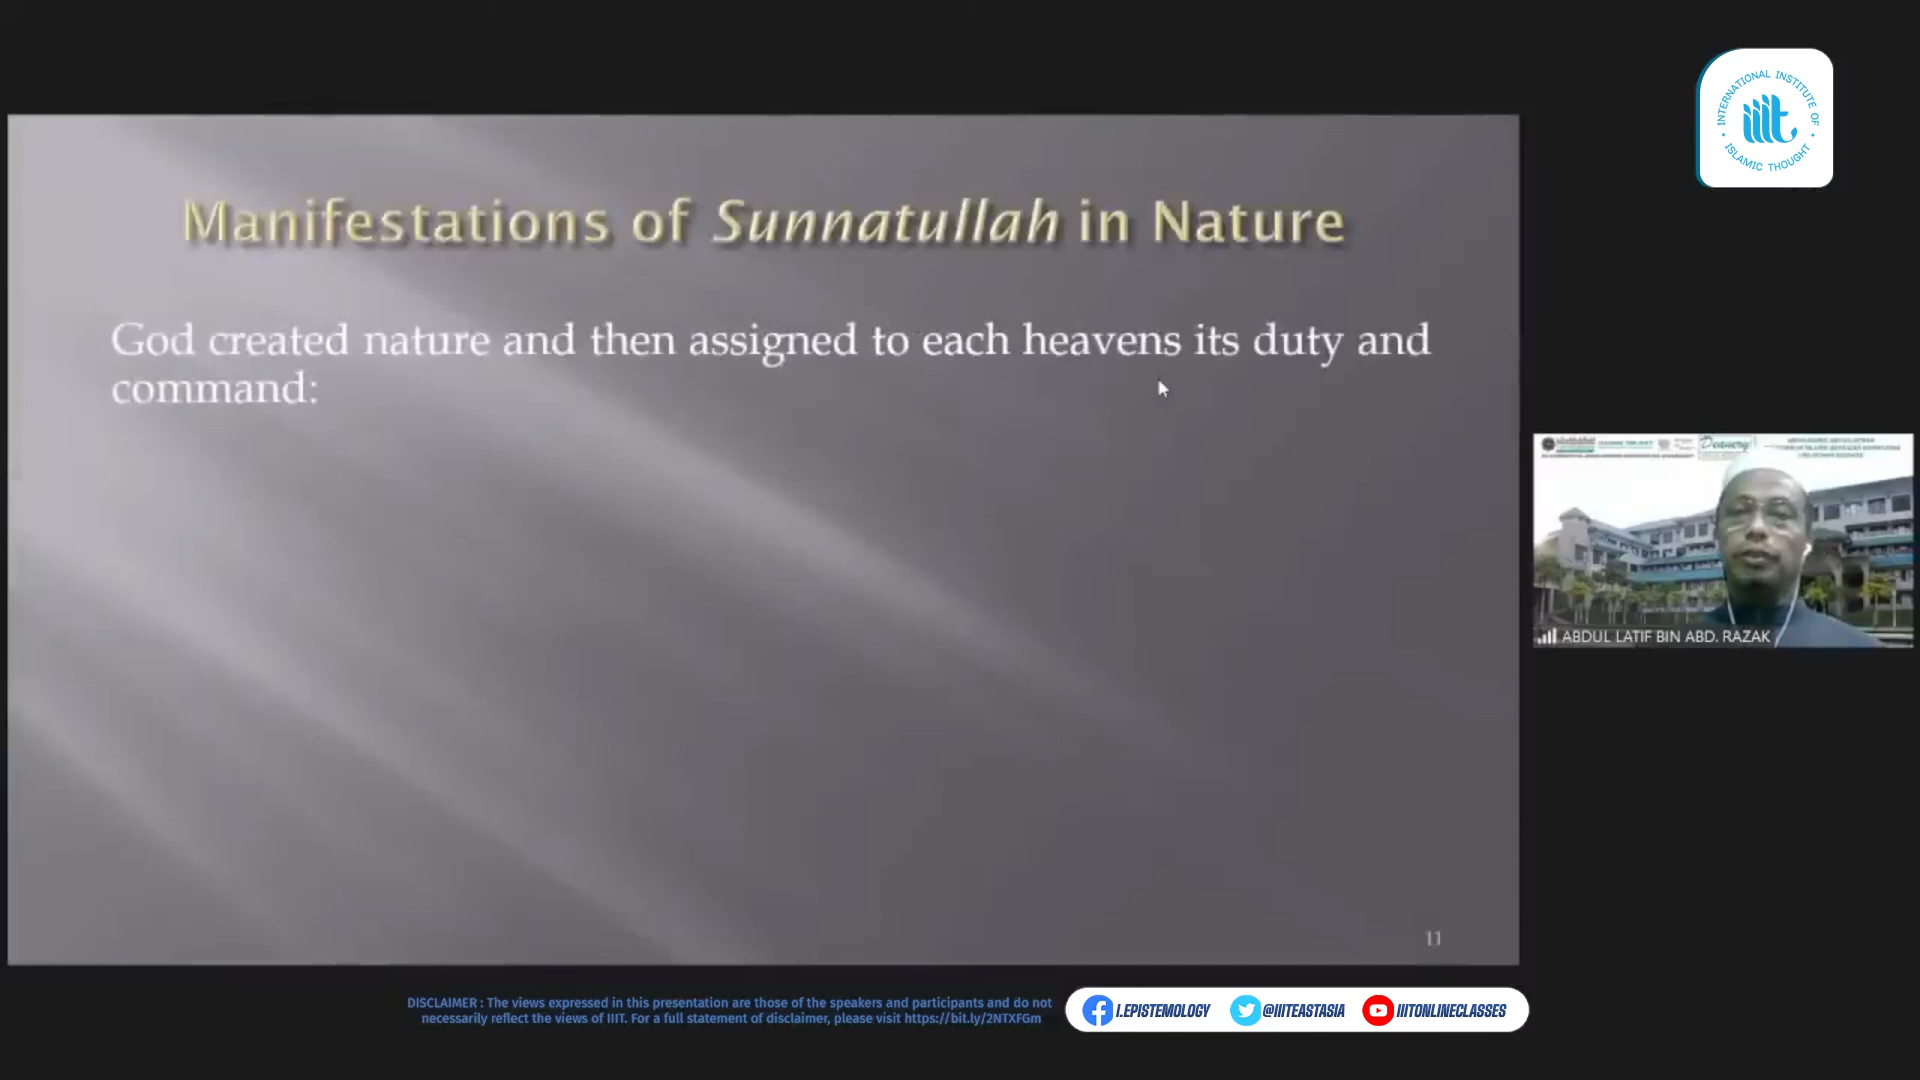 INTERNATIONAL INSTITUTE OF
iiit
ISLAMIC THOUGHT
Manifestations of Sunnatullah in Nature
God created nature and then assigned to each heavens its duty and
command:
Deanery
ABDUL LATIF BIN ABD. RAZAK
11
DISCLAIMER : The views expressed in this presentation are those of the speakers and participants and do not
necessarily reflect the views of IIIT. For a full statement of disclaimer, please visit https://bit.ly/2NTXFGm
I.EPISTEMOLOGY
@IIITEASTASIA
IIITONLINECLASSES